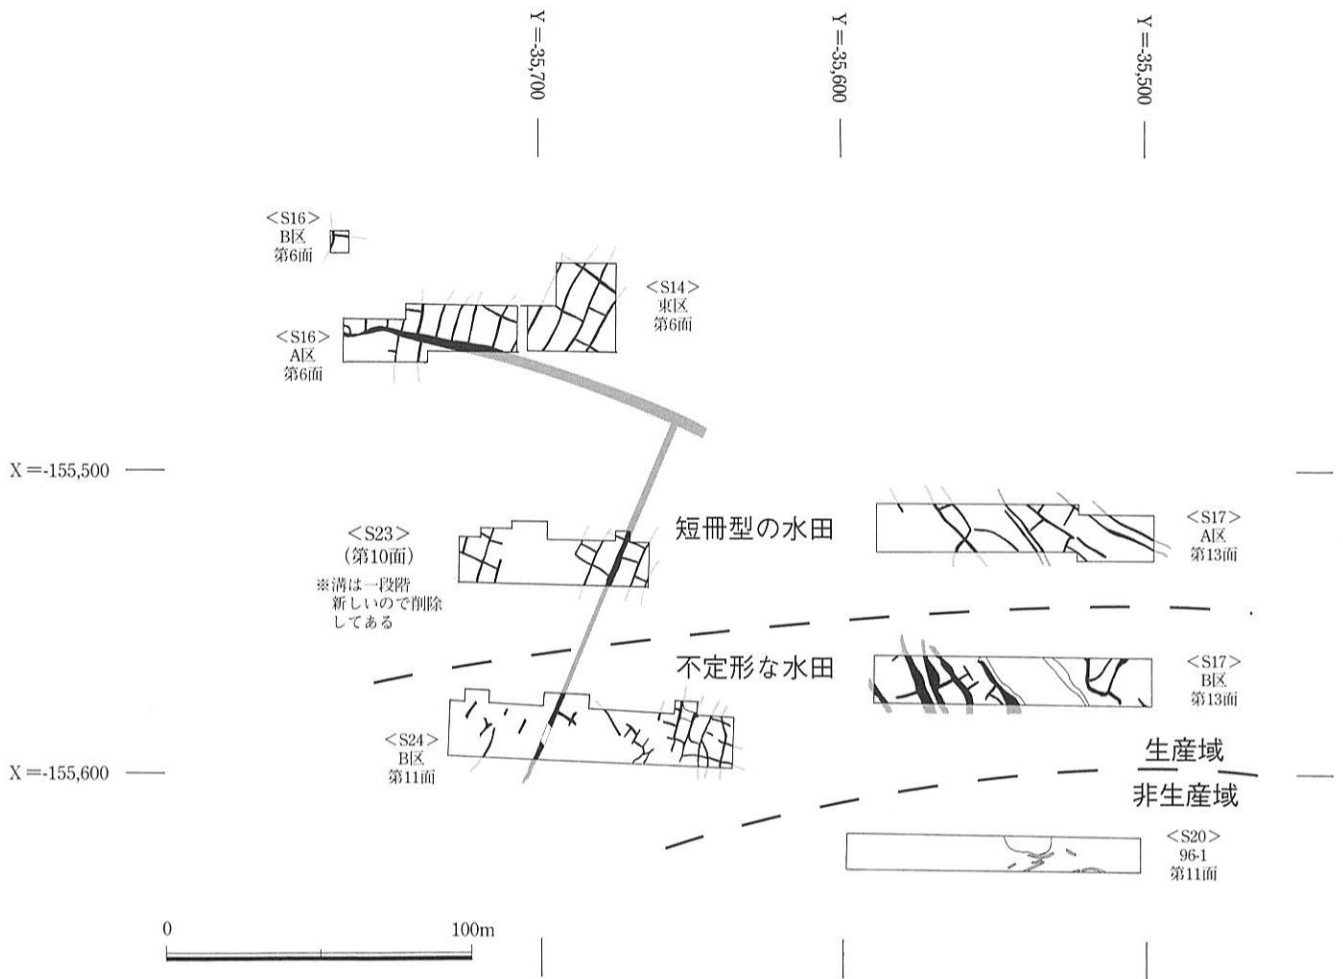 Y＝-35,700
Y＝-35,600
Y＝-35,500
＜S16＞
B区
第6面
＜S14＞
東区
第6面
＜S16＞
A区
第6面
X＝-155,500
＜S23＞
(第10面)
※溝は一段階
新しいので削除
してある
短冊型の水田
＜S17＞
A区
第13面
不定形な水田
＜S17＞
B区
第13面
＜S24＞
B区
第11面
生産域
X＝-155,600
非生産域
＜S20＞
96-1
第11面
0
100m